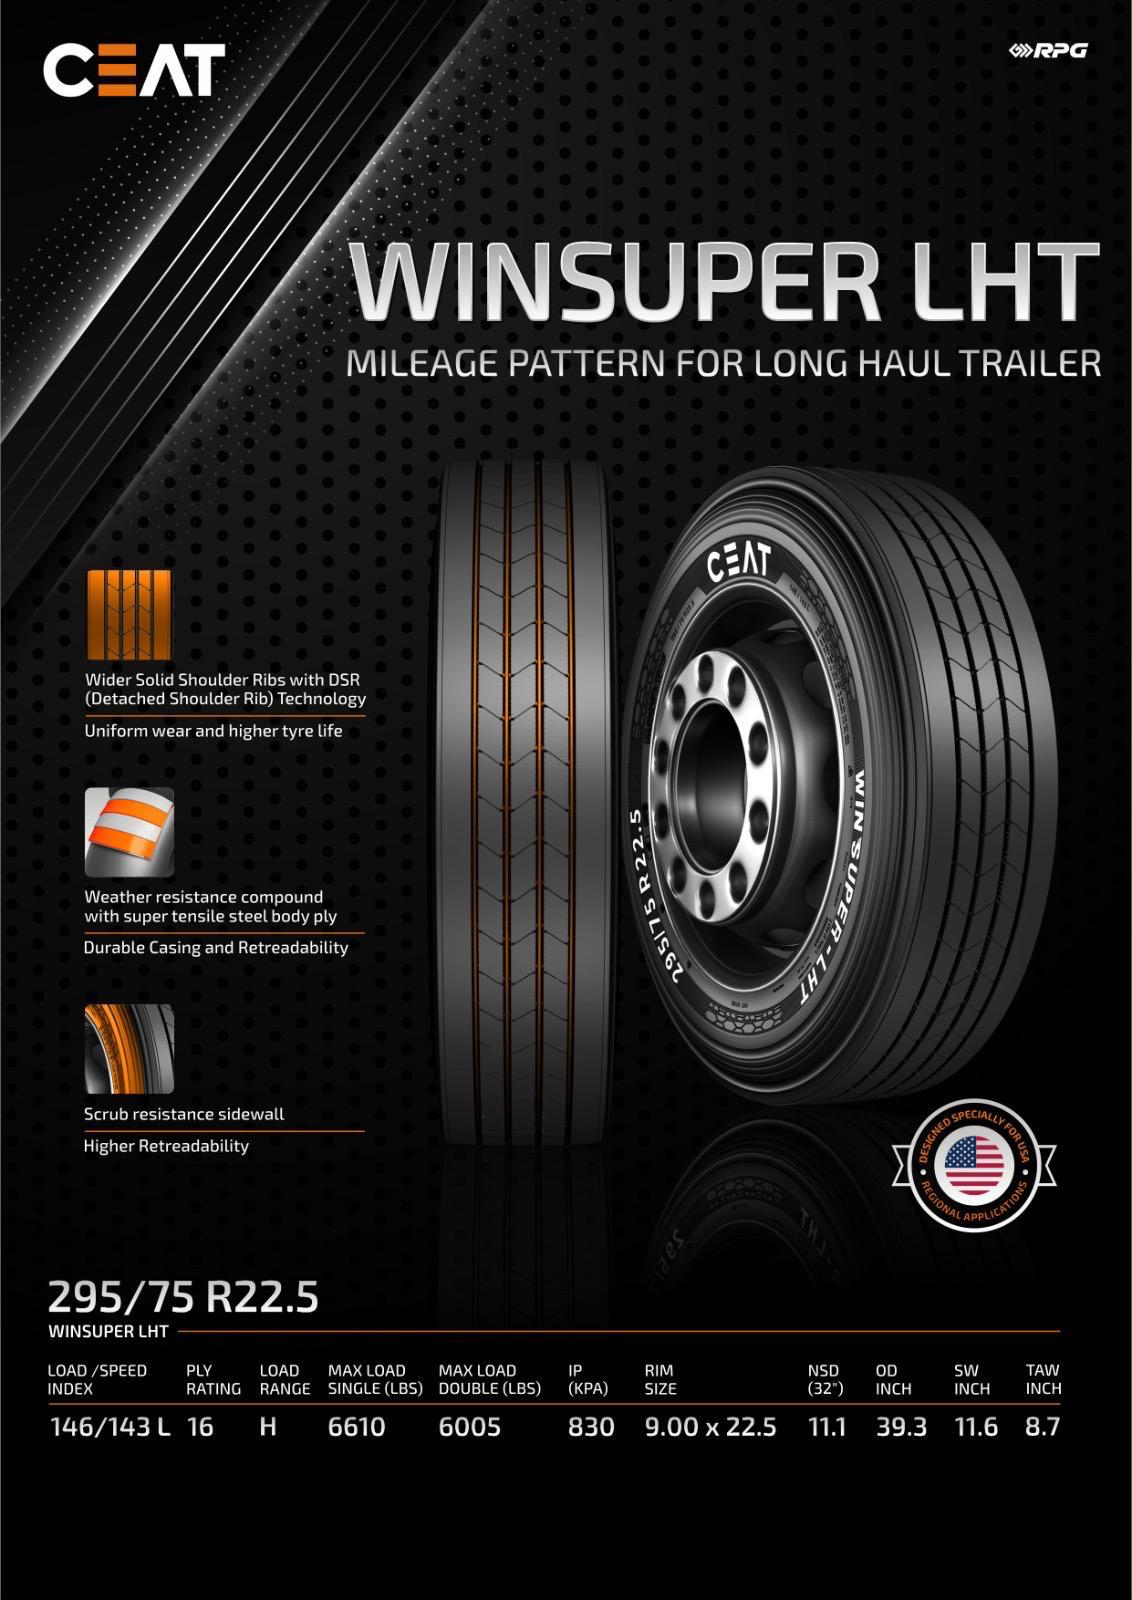 CEAT
RPG
WINSUPER LHT
MILEAGE PATTERN FOR LONG HAUL TRAILER
CEAT
295/75 R22.5
WINSUPER-LHT
Wider Solid Shoulder Ribs with DSR
(Detached Shoulder Rib) Technology
Uniform wear and higher tyre life
Weather resistance compound
with super tensile steel body ply
Durable Casing and Retreadability
Scrub resistance sidewall
Higher Retreadability
DESIGNED SPECIALLY FOR USA
REGIONAL APPLICATIONS
295/75 R22.5
WINSUPER LHT
LOAD /SPEED INDEX PLY RATING LOAD RANGE MAX LOAD SINGLE (LBS) MAX LOAD DOUBLE (LBS) IP (KPA) RIM SIZE NSD (32") OD INCH SW INCH TAW INCH
146/143 L 16 H 6610 6005 830 9.00 x 22.5 11.1 39.3 11.6 8.7